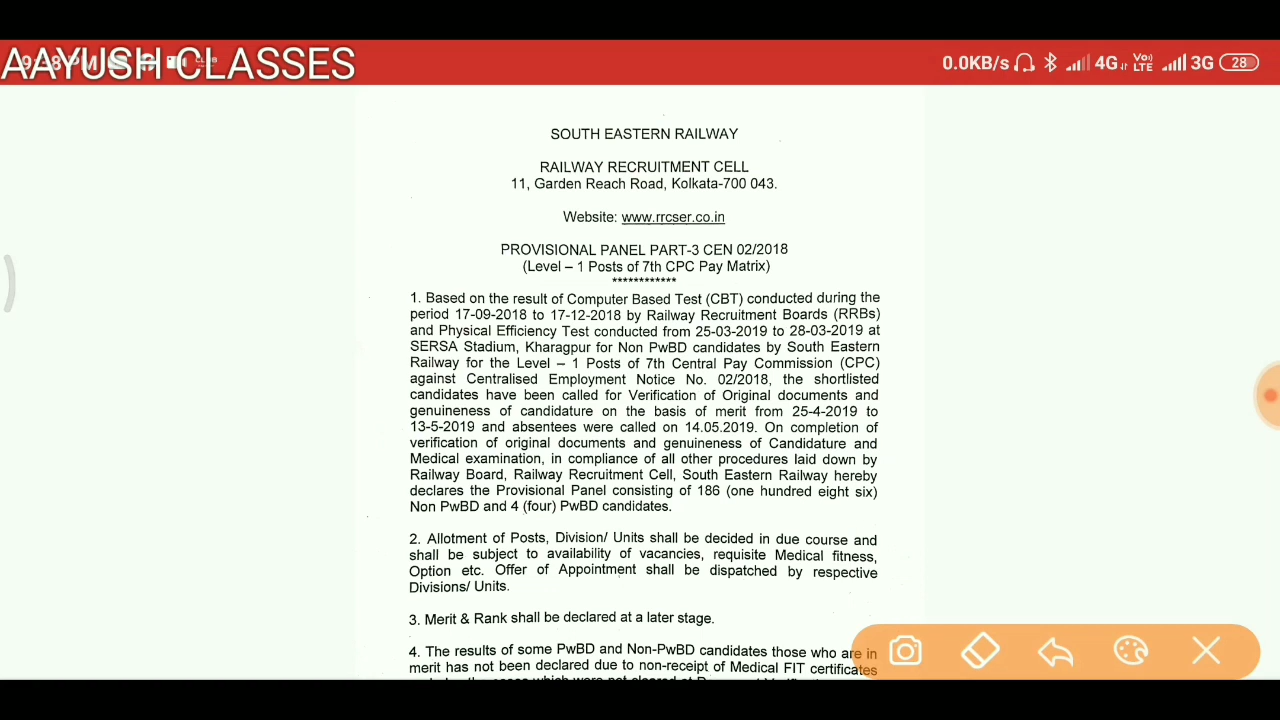 AAYUSH CLASSES
0.0KB/s 4G Vo) LTE 3G 28
SOUTH EASTERN RAILWAY
RAILWAY RECRUITMENT CELL
11, Garden Reach Road, Kolkata-700 043.
Website: www.rrcser.co.in
PROVISIONAL PANEL PART-3 CEN 02/2018
(Level – 1 Posts of 7th CPC Pay Matrix)
************
1. Based on the result of Computer Based Test (CBT) conducted during the
period 17-09-2018 to 17-12-2018 by Railway Recruitment Boards (RRBs)
and Physical Efficiency Test conducted from 25-03-2019 to 28-03-2019 at
SERSA Stadium, Kharagpur for Non PwBD candidates by South Eastern
Railway for the Level – 1 Posts of 7th Central Pay Commission (CPC)
against Centralised Employment Notice No. 02/2018, the shortlisted
candidates have been called for Verification of Original documents and
genuineness of candidature on the basis of merit from 25-4-2019 to
13-5-2019 and absentees were called on 14.05.2019. On completion of
verification of original documents and genuineness of Candidature and
Medical examination, in compliance of all other procedures laid down by
Railway Board, Railway Recruitment Cell, South Eastern Railway hereby
declares the Provisional Panel consisting of 186 (one hundred eight six)
Non PwBD and 4 (four) PwBD candidates.
2. Allotment of Posts, Division/ Units shall be decided in due course and
shall be subject to availability of vacancies, requisite Medical fitness,
Option etc. Offer of Appointment shall be dispatched by respective
Divisions/ Units.
3. Merit & Rank shall be declared at a later stage.
4. The results of some PwBD and Non-PwBD candidates those who are in
merit has not been declared due to non-receipt of Medical FIT certificates